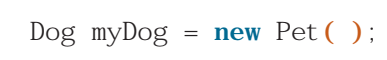 Dog myDog = new Pet( );